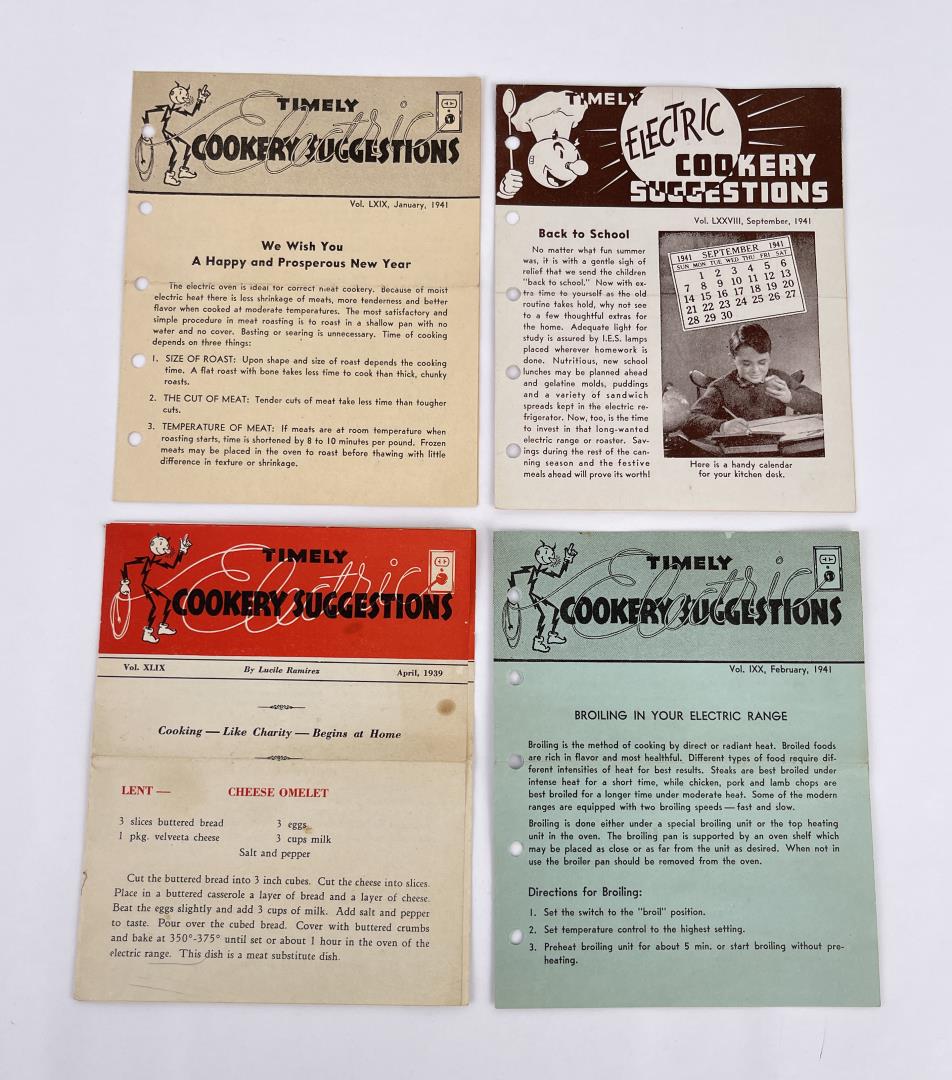 TIMELY
Electric
COOKERY SUGGESTIONS
Vol. LXIX, January, 1941
We Wish You
A Happy and Prosperous New Year
The electric oven is ideal for correct meat cookery. Because of moist
electric heat there is less shrinkage of meats, more tenderness and better
flavor when cooked at moderate temperatures. The most satisfactory and
simple procedure in meat roasting is to roast in a shallow pan with no
water and no cover. Basting or searing is unnecessary. Time of cooking
depends on three things:
1. SIZE OF ROAST: Upon shape and size of roast depends the cooking
time. A flat roast with bone takes less time to cook than thick, chunky
roasts.
2. THE CUT OF MEAT: Tender cuts of meat take less time than tougher
cuts.
3. TEMPERATURE OF MEAT: If meats are at room temperature when
roasting starts, time is shortened by 8 to 10 minutes per pound. Frozen
meats may be placed in the oven to roast before thawing with little
difference in texture or shrinkage.
TIMELY
ELECTRIC
COOKERY
SUGGESTIONS
Vol. LXXVIII, September, 1941
Back to School
No matter what fun summer
was, it is with a gentle sigh of
relief that we send the children
"back to school." Now with ex-
tra time to yourself as the old
routine takes hold, why not see
to a few thoughtful extras for
the home. Adequate light for
study is assured by I.E.S. lamps
placed wherever homework is
done. Nutritious, new school
lunches may be planned ahead
and gelatine molds, puddings
and a variety of sandwich
spreads kept in the electric re-
frigerator. Now, too, is the time
to invest in that long-wanted
electric range or roaster. Sav-
ings during the rest of the can-
ning season and the festive
meals ahead will prove its worth!
1941 SEPTEMBER 1941
SUN MON TUE WED THU FRI SAT
1 2 3 4 5 6
7 8 9 10 11 12 13
14 15 16 17 18 19 20
21 22 23 24 25 26 27
28 29 30
Here is a handy calendar
for your kitchen desk.
TIMELY
Electric
COOKERY SUGGESTIONS
Vol. XLIX By Lucile Ramirez April, 1939
Cooking — Like Charity — Begins at Home
LENT — CHEESE OMELET
3 slices buttered bread 3 eggs
1 pkg. velveeta cheese 3 cups milk
Salt and pepper
Cut the buttered bread into 3 inch cubes. Cut the cheese into slices.
Place in a buttered casserole a layer of bread and a layer of cheese.
Beat the eggs slightly and add 3 cups of milk. Add salt and pepper
to taste. Pour over the cubed bread. Cover with buttered crumbs
and bake at 350°-375° until set or about 1 hour in the oven of the
electric range. This dish is a meat substitute dish.
TIMELY
Electric
COOKERY SUGGESTIONS
Vol. IXX, February, 1941
BROILING IN YOUR ELECTRIC RANGE
Broiling is the method of cooking by direct or radiant heat. Broiled foods
are rich in flavor and most healthful. Different types of food require dif-
ferent intensities of heat for best results. Steaks are best broiled under
intense heat for a short time, while chicken, pork and lamb chops are
best broiled for a longer time under moderate heat. Some of the modern
ranges are equipped with two broiling speeds — fast and slow.
Broiling is done either under a special broiling unit or the top heating
unit in the oven. The broiling pan is supported by an oven shelf which
may be placed as close or as far from the unit as desired. When not in
use the broiler pan should be removed from the oven.
Directions for Broiling:
1. Set the switch to the "broil" position.
2. Set temperature control to the highest setting.
3. Preheat broiling unit for about 5 min. or start broiling without pre-
heating.